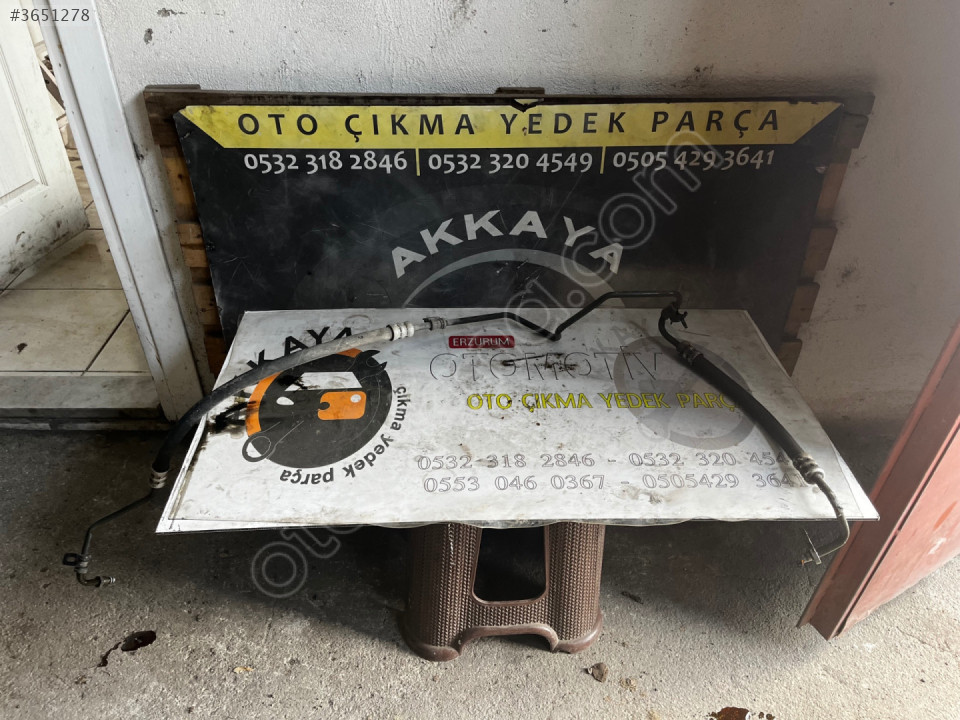 #3651278
OTO ÇIKMA YEDEK PARÇA
0532 318 2846 | 0532 320 4549 | 0505 429 3641
AKKAYA
KAYA
ERZURUM
OTOMOTİV
OTO ÇIKMA YEDEK PARÇ
çıkma yedek parça
0532 318 2846 - 0532 320 454
0553 046 0367 - 0505429 364